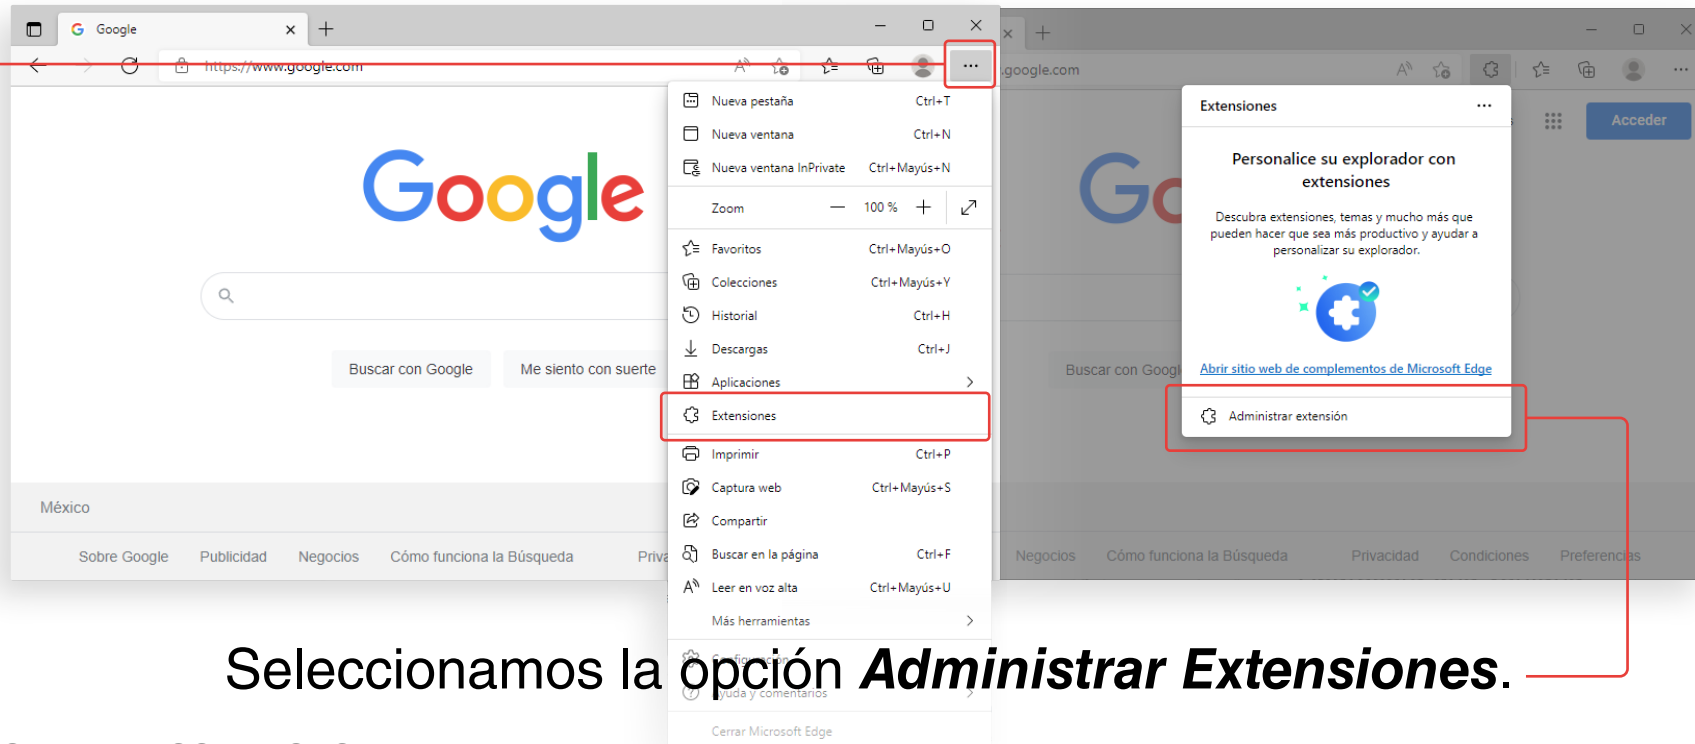 Google
https://www.google.com
Google
Buscar con Google
Me siento con suerte
México
Sobre Google
Publicidad
Negocios
Cómo funciona la Búsqueda
Priva
Nueva pestaña Ctrl+T
Nueva ventana Ctrl+N
Nueva ventana InPrivate Ctrl+Mayús+N
Zoom — 100 % +
Favoritos Ctrl+Mayús+O
Colecciones Ctrl+Mayús+Y
Historial Ctrl+H
Descargas Ctrl+J
Aplicaciones
Extensiones
Imprimir Ctrl+P
Captura web Ctrl+Mayús+S
Compartir
Buscar en la página Ctrl+F
Leer en voz alta Ctrl+Mayús+U
Más herramientas
Configuración
Ayuda y comentarios
Cerrar Microsoft Edge
.google.com
Acceder
Go
Buscar con Googl
Extensiones
Personalice su explorador con
extensiones
Descubra extensiones, temas y mucho más que
pueden hacer que sea más productivo y ayudar a
personalizar su explorador.
Abrir sitio web de complementos de Microsoft Edge
Administrar extensión
Negocios
Cómo funciona la Búsqueda
Privacidad
Condiciones
Preferencias
Seleccionamos la opción Administrar Extensiones.